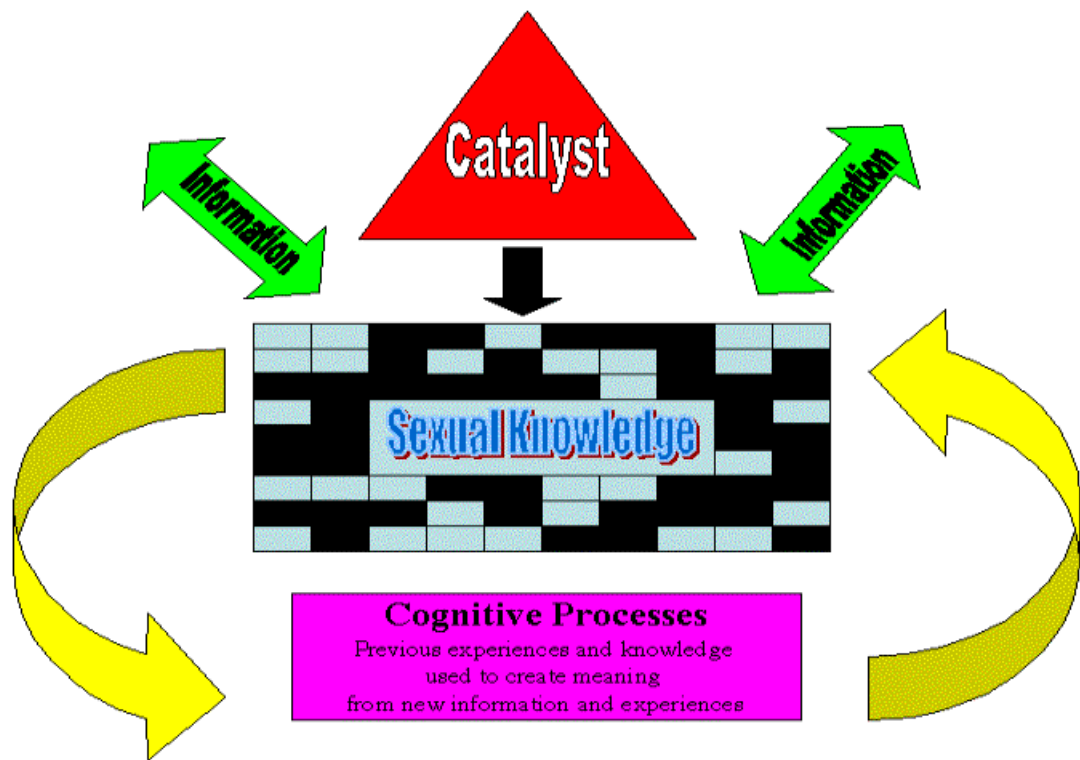 Catalyst
Information
Information
Sexual Knowledge
Cognitive Processes
Previous experiences and knowledge
used to create meaning
from new information and experiences